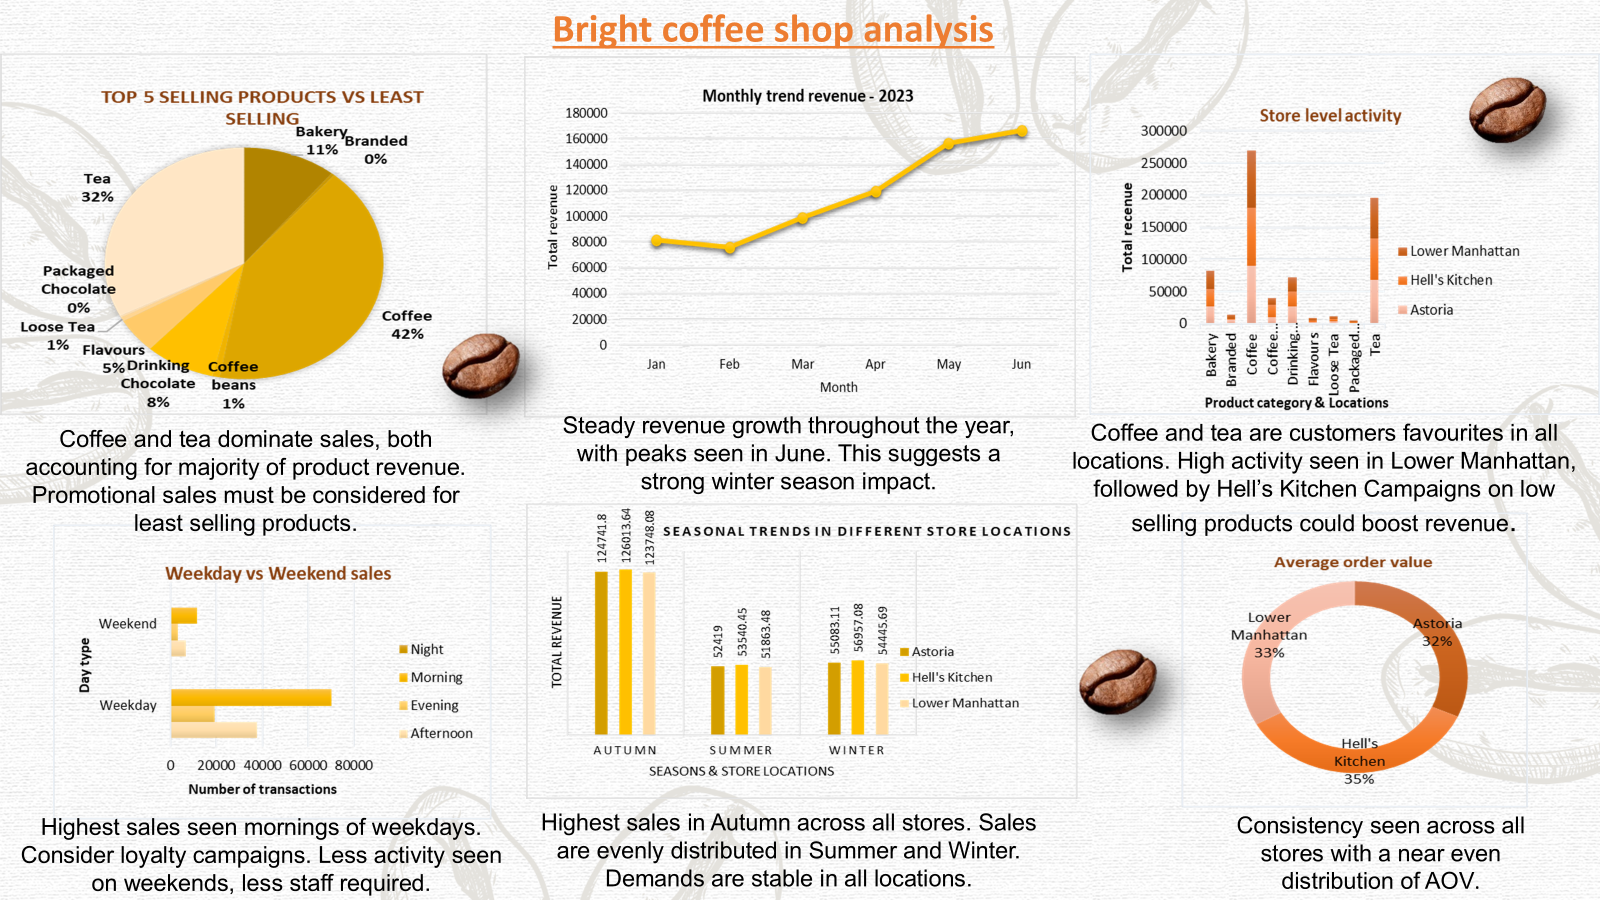 Bright coffee shop analysis
TOP 5 SELLING PRODUCTS VS LEAST
SELLING
Bakery
11%
Branded
0%
Tea
32%
Packaged
Chocolate
0%
Loose Tea
1%
Flavours
5%
Drinking
Chocolate
8%
Coffee
beans
1%
Coffee
42%
Coffee and tea dominate sales, both
accounting for majority of product revenue.
Promotional sales must be considered for
least selling products.
Monthly trend revenue - 2023
Total revenue
180000
160000
140000
120000
100000
80000
60000
40000
20000
0
Jan Feb Mar Apr May Jun
Month
Steady revenue growth throughout the year,
with peaks seen in June. This suggests a
strong winter season impact.
Store level activity
Total recenue
300000
250000
200000
150000
100000
50000
0
Bakery
Branded
Coffee
Coffee...
Drinking...
Flavours
Loose Tea
Packaged...
Tea
Product category & Locations
Lower Manhattan
Hell's Kitchen
Astoria
Coffee and tea are customers favourites in all
locations. High activity seen in Lower Manhattan,
followed by Hell’s Kitchen Campaigns on low
selling products could boost revenue.
Weekday vs Weekend sales
Day type
Weekend
Weekday
0 20000 40000 60000 80000
Number of transactions
Night
Morning
Evening
Afternoon
Highest sales seen mornings of weekdays.
Consider loyalty campaigns. Less activity seen
on weekends, less staff required.
SEASONAL TRENDS IN DIFFERENT STORE LOCATIONS
TOTAL REVENUE
124741.8
126013.64
123748.08
52419
53540.45
51863.48
55083.11
56957.08
54445.69
AUTUMN SUMMER WINTER
SEASONS & STORE LOCATIONS
Astoria
Hell's Kitchen
Lower Manhattan
Highest sales in Autumn across all stores. Sales
are evenly distributed in Summer and Winter.
Demands are stable in all locations.
Average order value
Lower
Manhattan
33%
Astoria
32%
Hell's
Kitchen
35%
Consistency seen across all
stores with a near even
distribution of AOV.